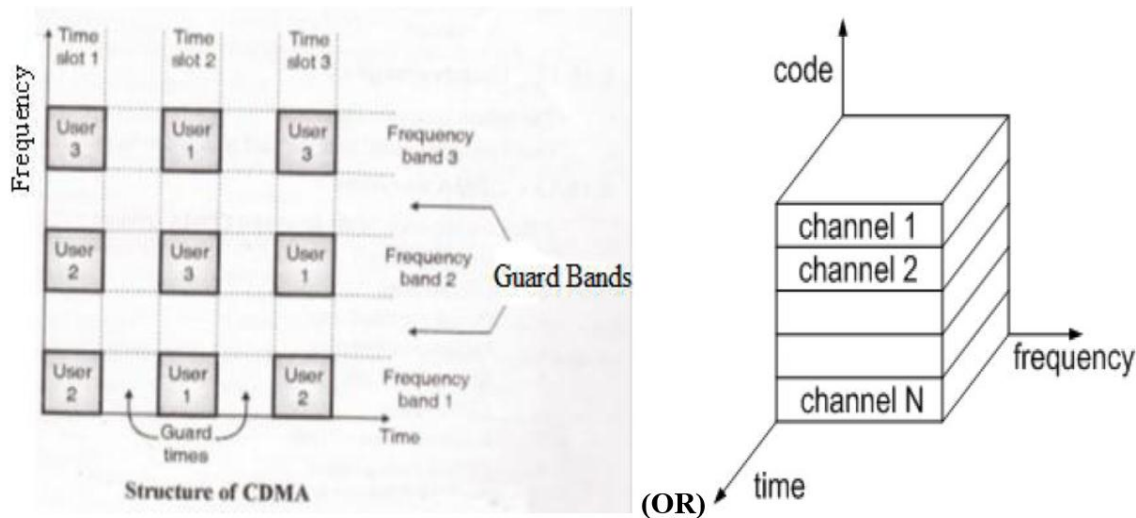 Time
slot 1
Time
slot 2
Time
slot 3
Frequency
User
3
User
1
User
3
Frequency
band 3
User
2
User
3
User
1
Frequency
band 2
Guard Bands
User
2
User
1
User
2
Frequency
band 1
Guard
times
Time
Structure of CDMA
(OR)
code
channel 1
channel 2
channel N
frequency
time